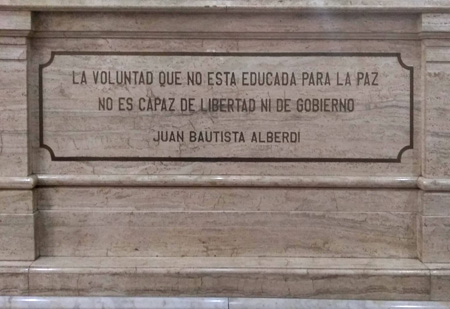 LA VOLUNTAD QUE NO ESTA EDUCADA PARA LA PAZ
NO ES CAPAZ DE LIBERTAD NI DE GOBIERNO
JUAN BAUTISTA ALBERDI